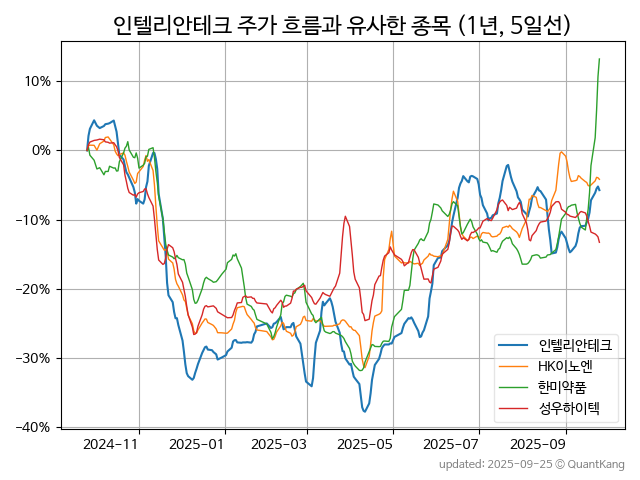 인텔리안테크 주가 흐름과 유사한 종목 (1년, 5일선)
10%
0%
−10%
−20%
−30%
−40%
2024-11
2025-01
2025-03
2025-05
2025-07
2025-09
인텔리안테크
HK이노엔
한미약품
성우하이텍
updated: 2025-09-25 © QuantKang